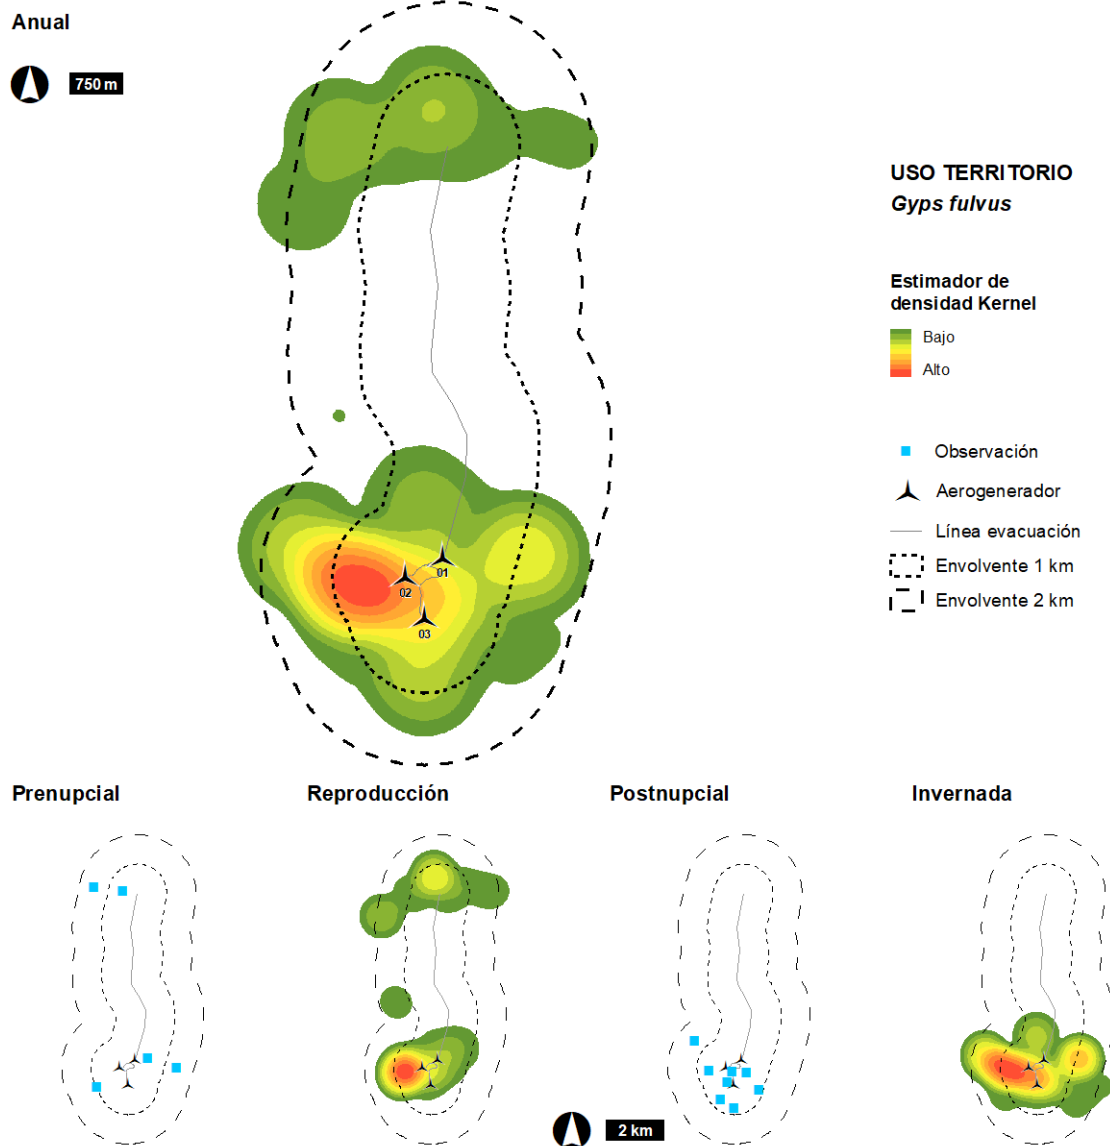 Anual
750 m
USO TERRITORIO
Gyps fulvus
Estimador de
densidad Kernel
Bajo
Alto
Observación
Aerogenerador
Línea evacuación
Envolvente 1 km
Envolvente 2 km
01
02
03
Prenupcial
Reproducción
Postnupcial
Invernada
2 km